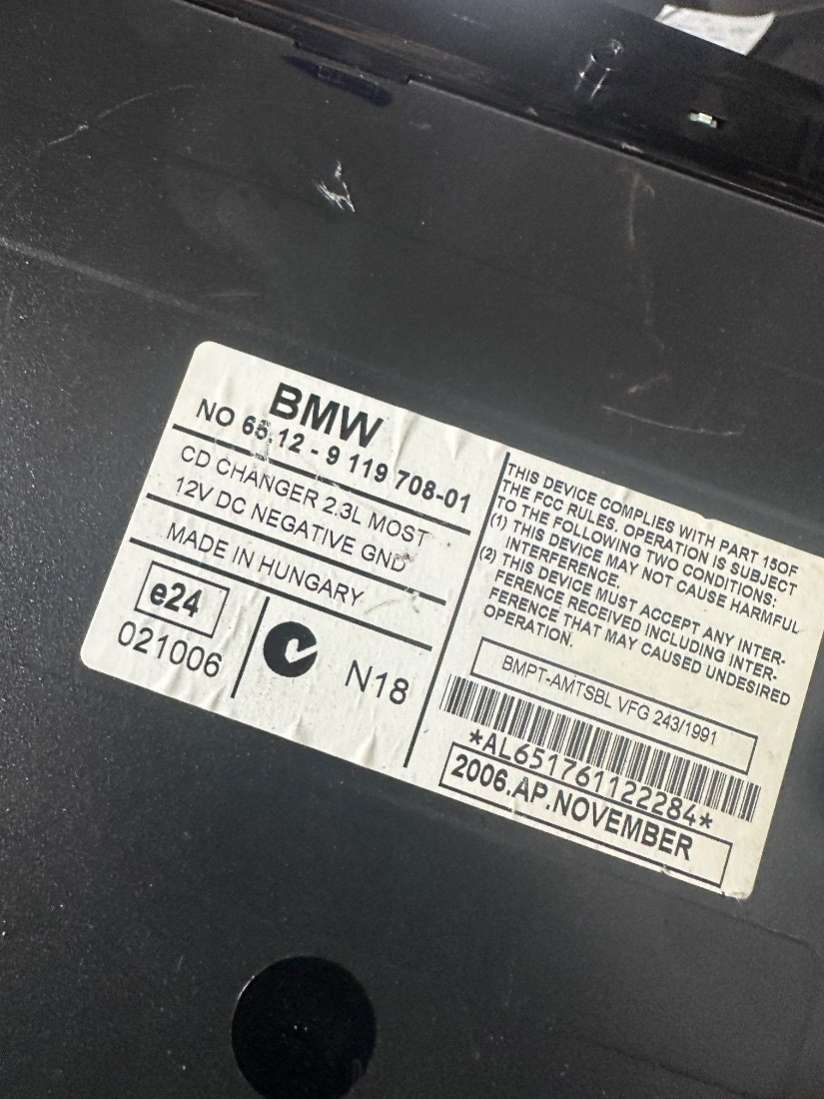 BMW
NO 65.12 - 9 119 708-01
CD CHANGER 2.3L MOST
12V DC NEGATIVE GND
MADE IN HUNGARY
e24
021006
N18
THIS DEVICE COMPLIES WITH PART 15OF
THE FCC RULES. OPERATION IS SUBJECT
TO THE FOLLOWING TWO CONDITIONS:
(1) THIS DEVICE MAY NOT CAUSE HARMFUL
INTERFERENCE.
(2) THIS DEVICE MUST ACCEPT ANY INTER-
FERENCE RECEIVED INCLUDING INTER-
FERENCE THAT MAY CAUSED UNDESIRED
OPERATION.
BMPT-AMTSBL VFG 243/1991
*AL651761122284*
2006.AP.NOVEMBER